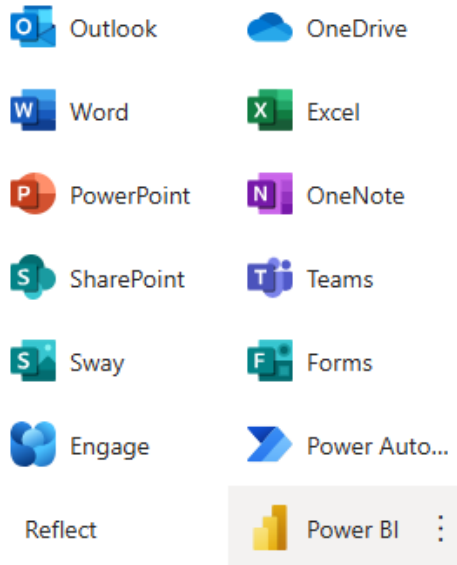 Outlook
OneDrive
Word
Excel
PowerPoint
OneNote
SharePoint
Teams
Sway
Forms
Engage
Power Auto...
Reflect
Power BI